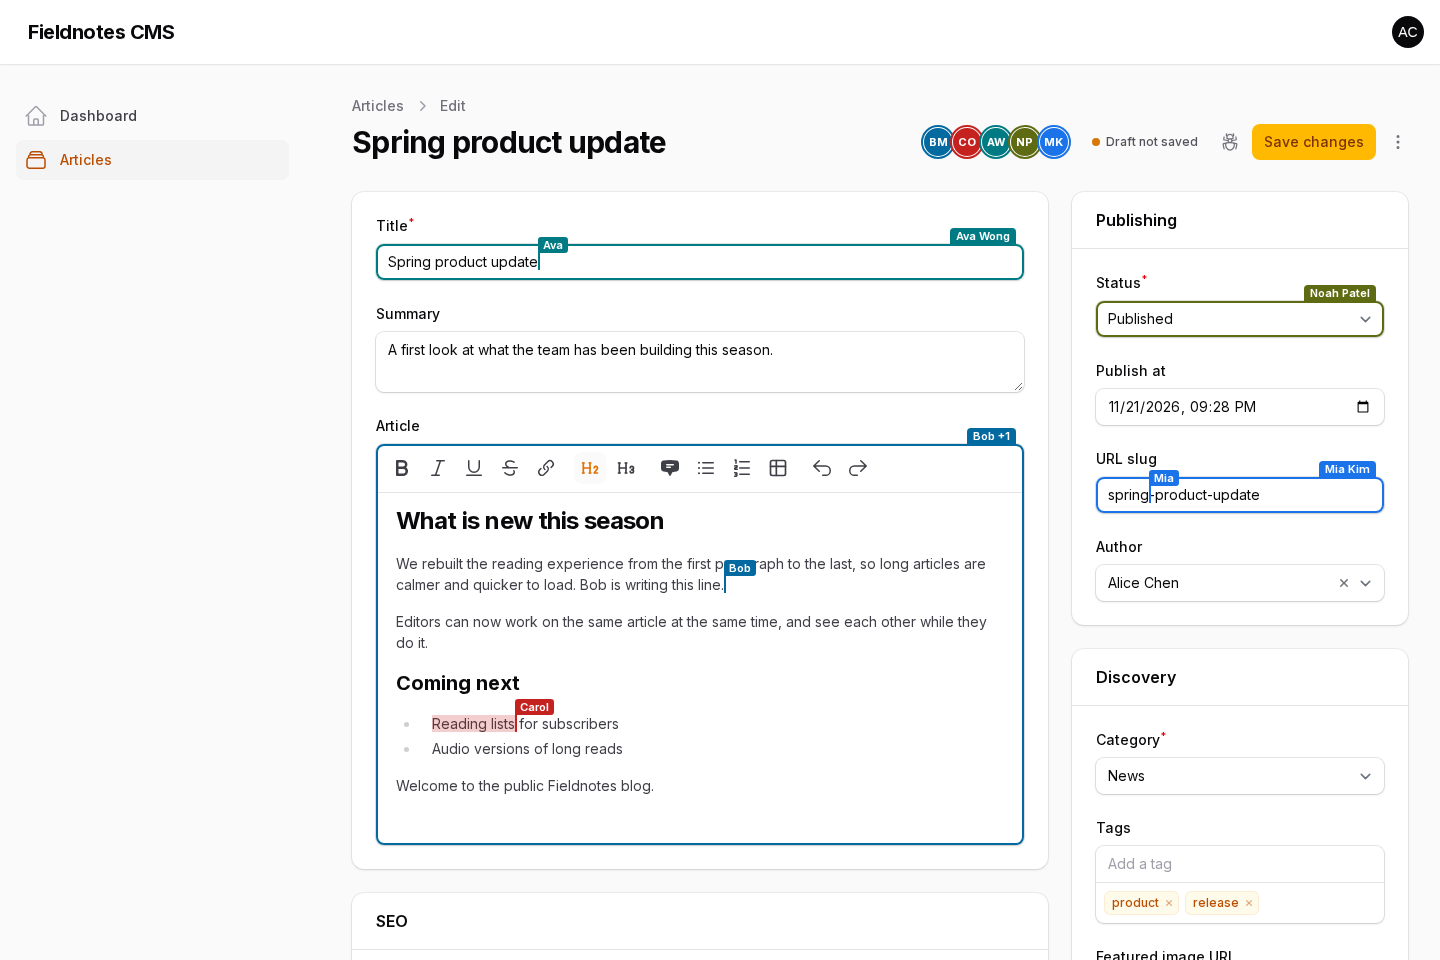 Fieldnotes CMS
AC
Dashboard
Articles
Articles
Edit
Spring product update
BM
CO
AW
NP
MK
Draft not saved
Save changes
Title*
Ava Wong
Ava
Spring product update
Summary
A first look at what the team has been building this season.
Article
Bob +1
H2
H3
What is new this season
We rebuilt the reading experience from the first p raph to the last, so long articles are
Bob
calmer and quicker to load. Bob is writing this line.
Editors can now work on the same article at the same time, and see each other while they
do it.
Coming next
Carol
Reading lists for subscribers
Audio versions of long reads
Welcome to the public Fieldnotes blog.
SEO
Publishing
Status*
Noah Patel
Published
Publish at
11/21/2026, 09:28 PM
URL slug
Mia Kim
Mia
spring-product-update
Author
Alice Chen
Discovery
Category*
News
Tags
Add a tag
product ×
release ×
Featured image URL